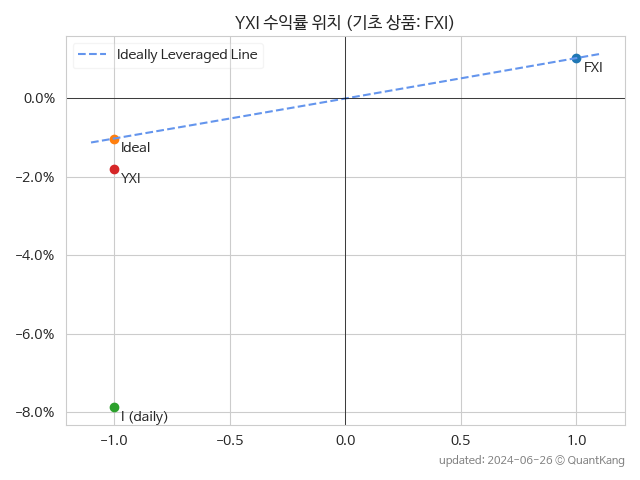 YXI 수익률 위치 (기초 상품: FXI)
Ideally Leveraged Line
FXI
0.0%
Ideal
YXI
−2.0%
−4.0%
−6.0%
−8.0%
I (daily)
−1.0
−0.5
0.0
0.5
1.0
updated: 2024-06-26 © QuantKang